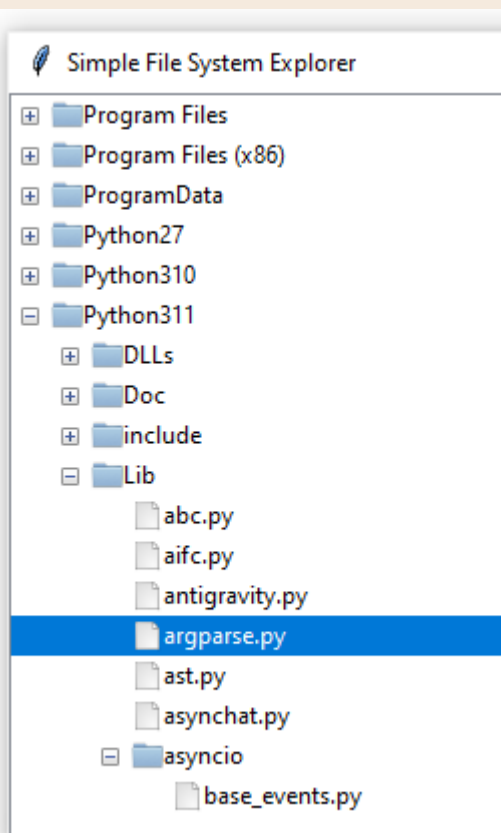 Simple File System Explorer
Program Files
Program Files (x86)
ProgramData
Python27
Python310
Python311
DLLs
Doc
include
Lib
abc.py
aifc.py
antigravity.py
argparse.py
ast.py
asynchat.py
asyncio
base_events.py